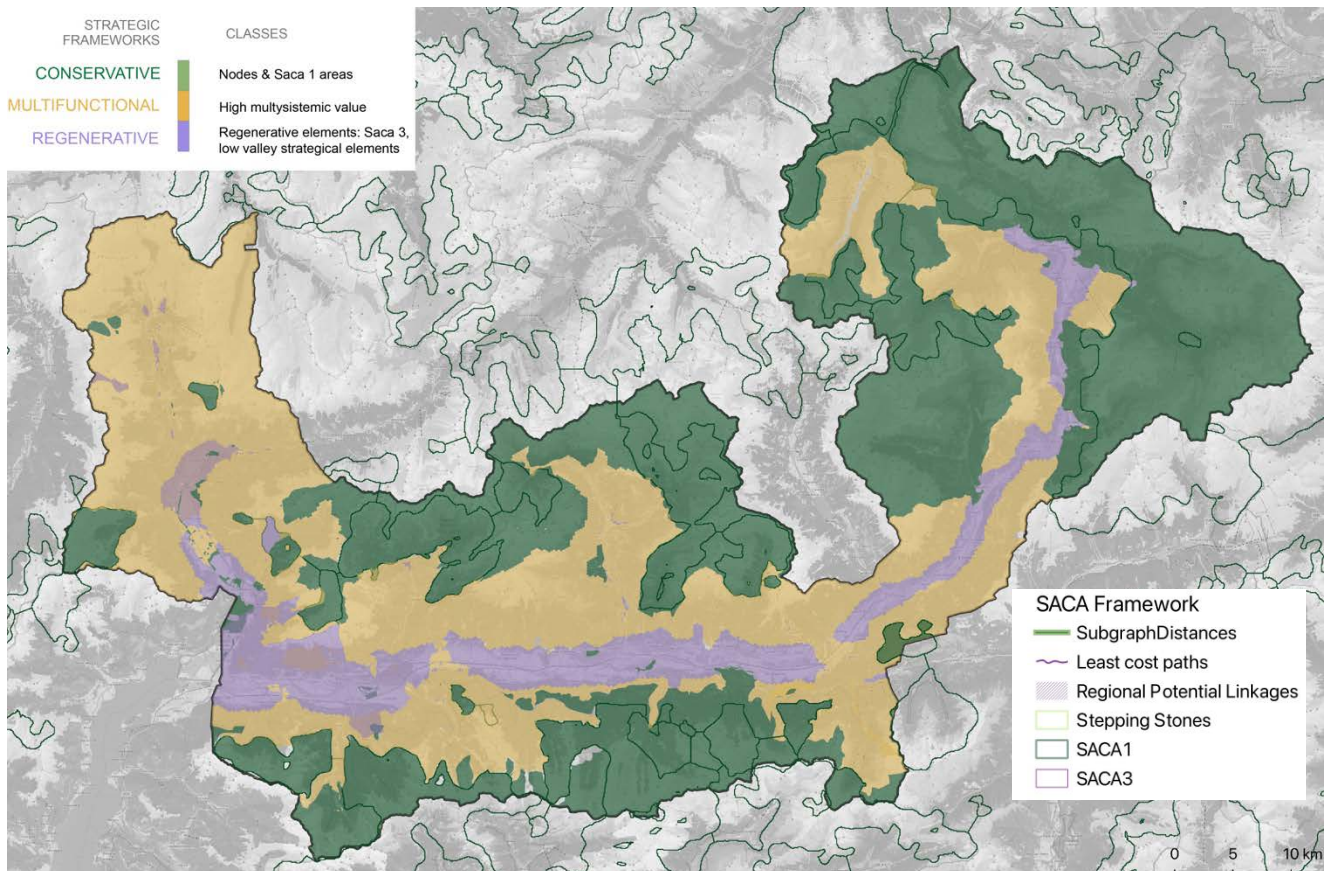 STRATEGIC
FRAMEWORKS
CLASSES
CONSERVATIVE
Nodes & Saca 1 areas
MULTIFUNCTIONAL
High multysistemic value
REGENERATIVE
Regenerative elements: Saca 3,
low valley strategical elements
SACA Framework
SubgraphDistances
Least cost paths
Regional Potential Linkages
Stepping Stones
SACA1
SACA3
0 5 10 km